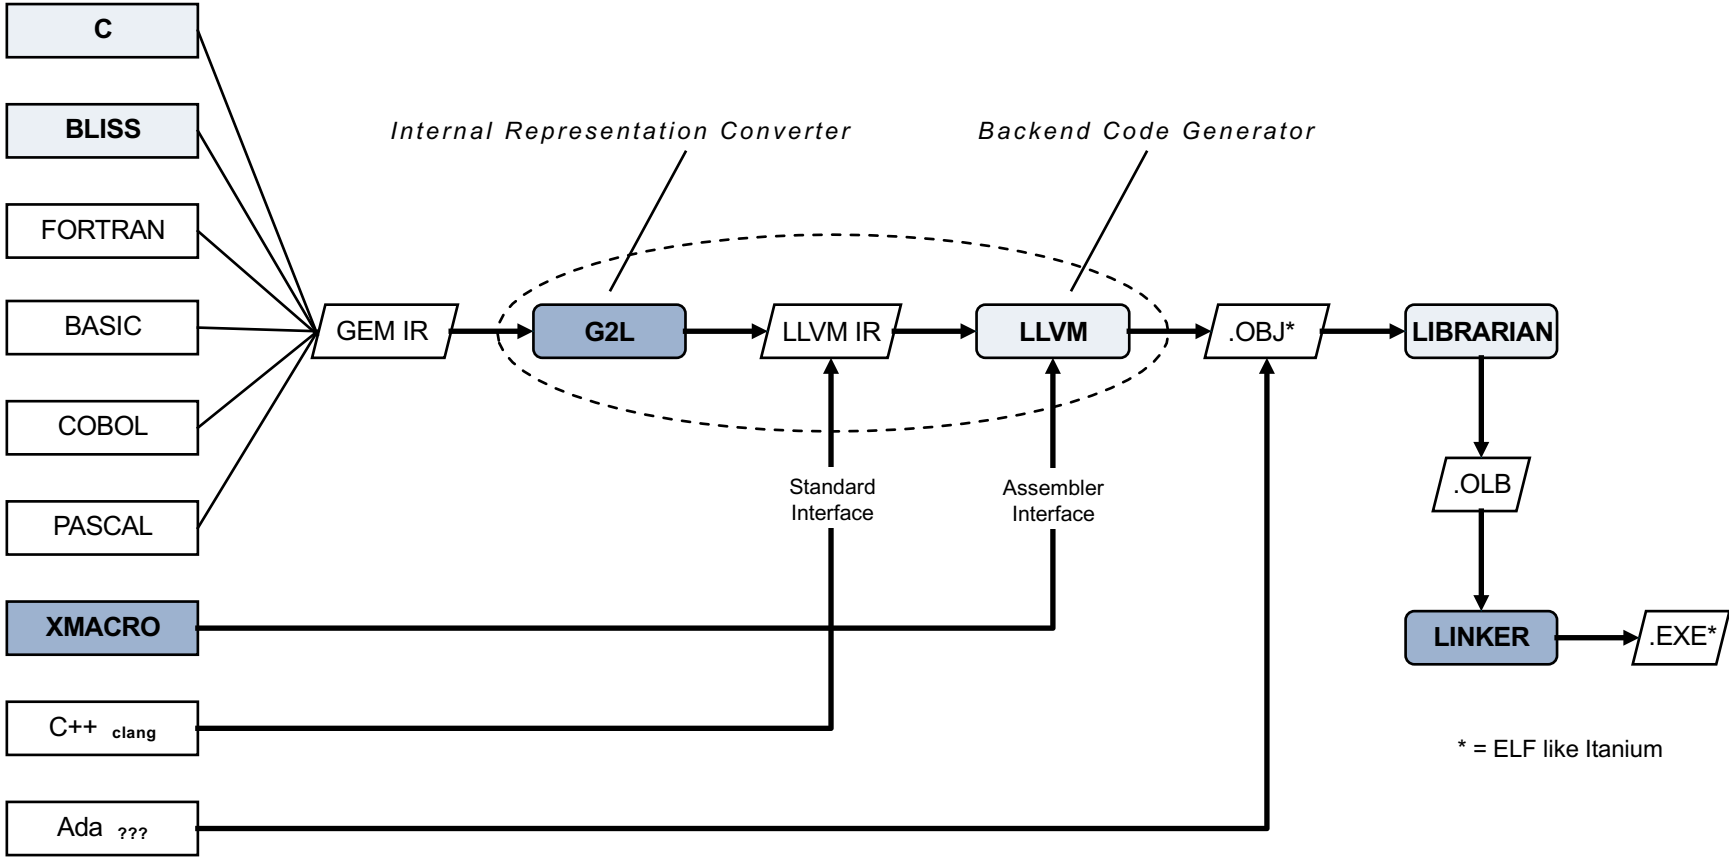 C
BLISS
FORTRAN
BASIC
COBOL
PASCAL
XMACRO
C++ clang
Ada ???
Internal Representation Converter
Backend Code Generator
GEM IR
G2L
LLVM IR
LLVM
.OBJ*
LIBRARIAN
Standard
Interface
Assembler
Interface
.OLB
LINKER
.EXE*
* = ELF like Itanium